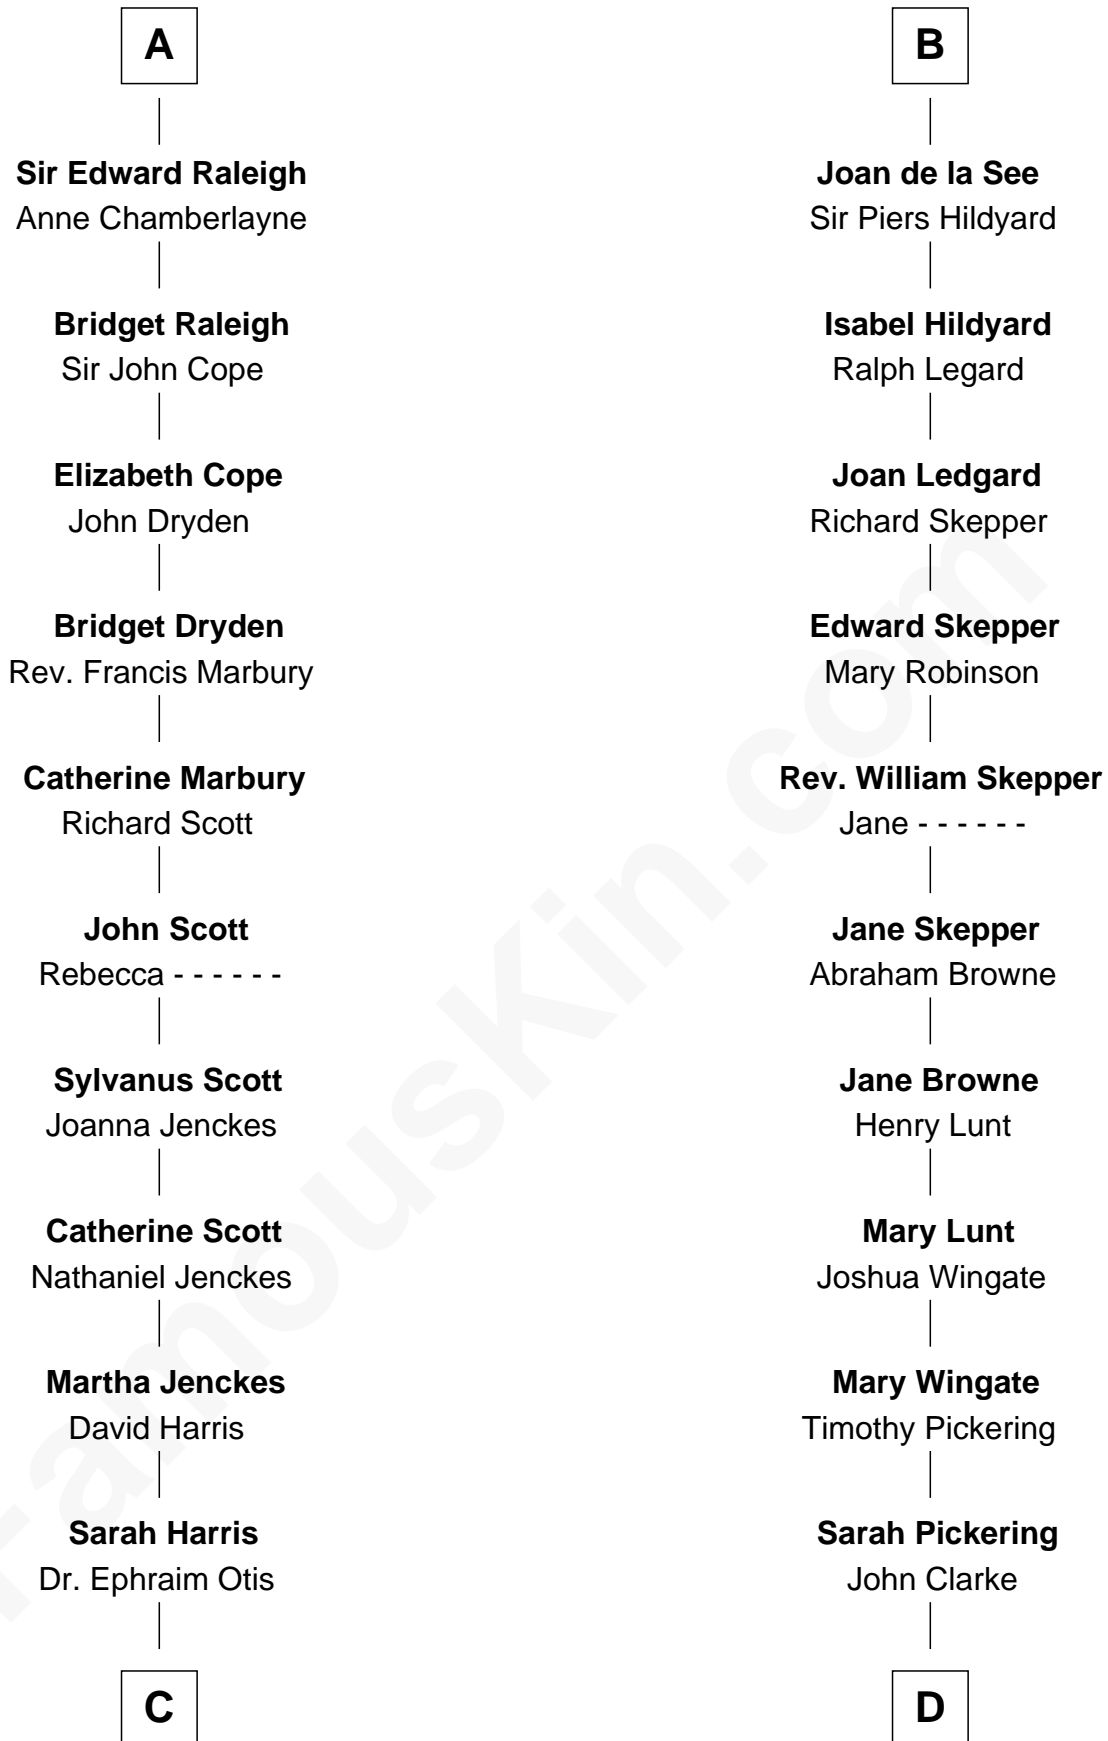 A
Sir Edward Raleigh
Anne Chamberlayne
Bridget Raleigh
Sir John Cope
Elizabeth Cope
John Dryden
Bridget Dryden
Rev. Francis Marbury
Catherine Marbury
Richard Scott
John Scott
Rebecca - - - - - -
Sylvanus Scott
Joanna Jenckes
Catherine Scott
Nathaniel Jenckes
Martha Jenckes
David Harris
Sarah Harris
Dr. Ephraim Otis
C
B
Joan de la See
Sir Piers Hildyard
Isabel Hildyard
Ralph Legard
Joan Ledgard
Richard Skepper
Edward Skepper
Mary Robinson
Rev. William Skepper
Jane - - - - - -
Jane Skepper
Abraham Browne
Jane Browne
Henry Lunt
Mary Lunt
Joshua Wingate
Mary Wingate
Timothy Pickering
Sarah Pickering
John Clarke
D
FamousKin.com